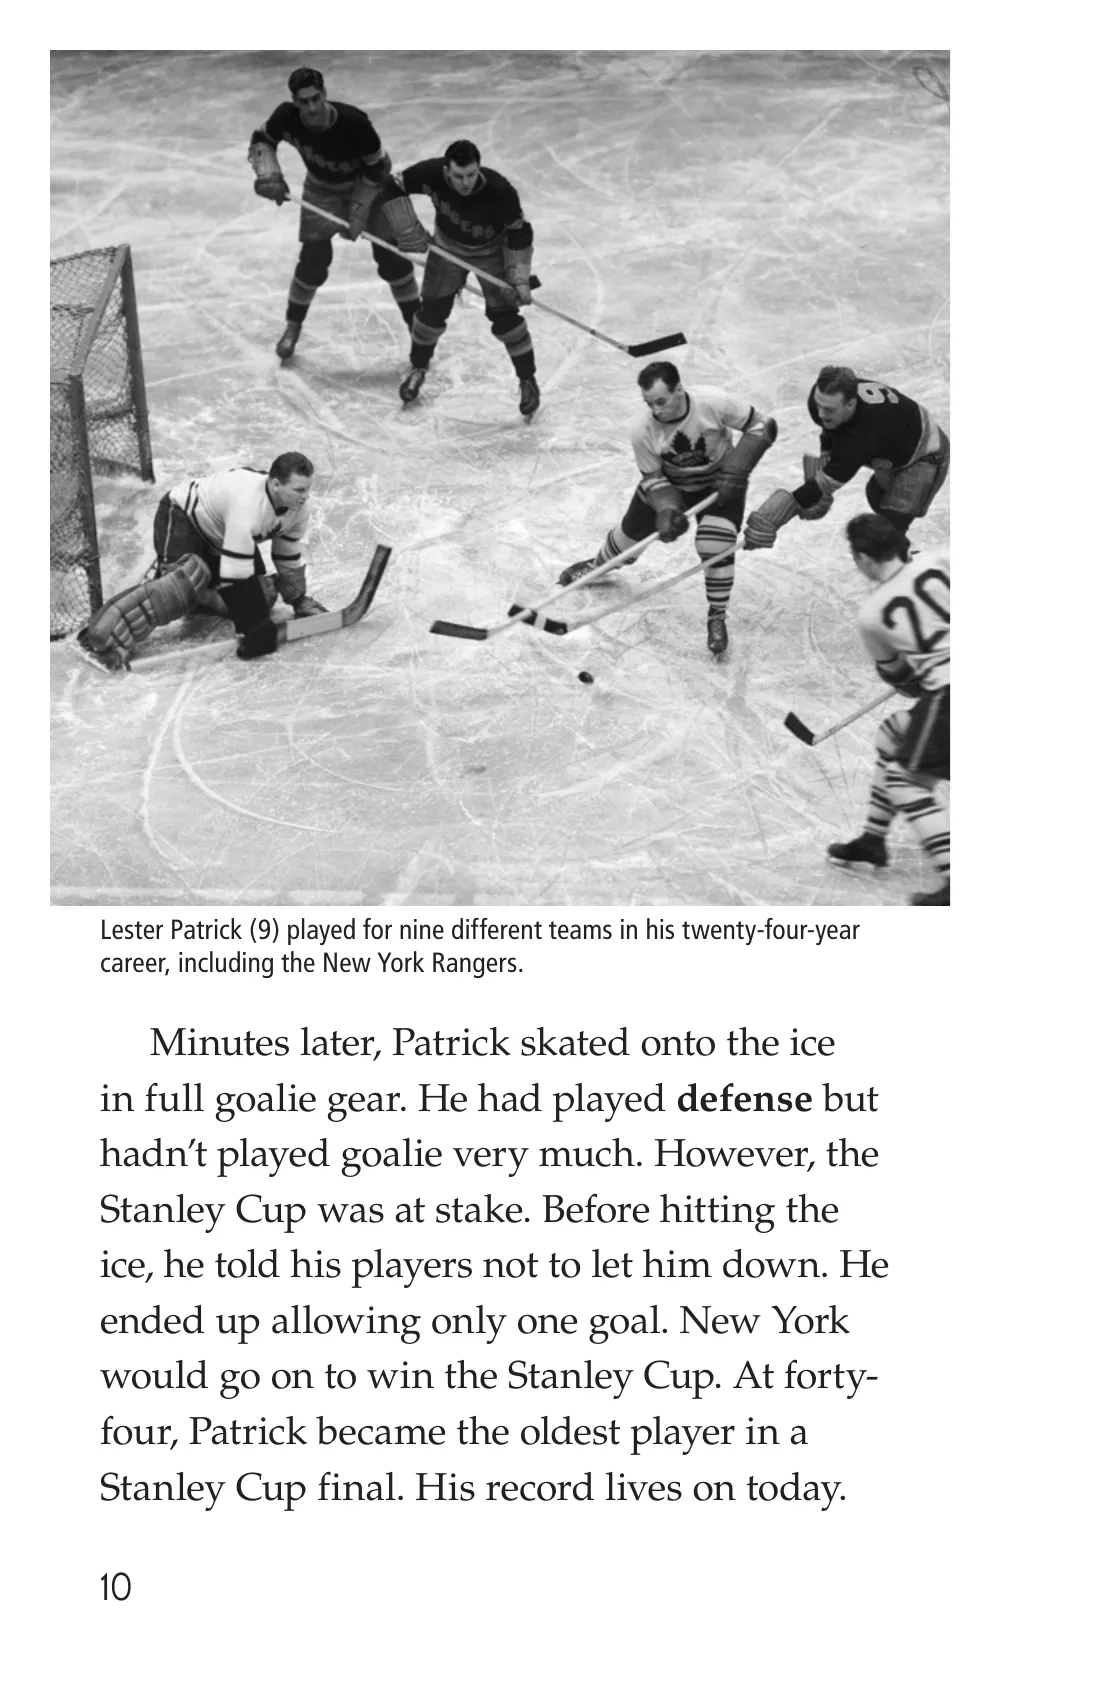 RANGERS
RANGERS
9
20
Lester Patrick (9) played for nine different teams in his twenty-four-year
career, including the New York Rangers.
Minutes later, Patrick skated onto the ice
in full goalie gear. He had played defense but
hadn’t played goalie very much. However, the
Stanley Cup was at stake. Before hitting the
ice, he told his players not to let him down. He
ended up allowing only one goal. New York
would go on to win the Stanley Cup. At forty-
four, Patrick became the oldest player in a
Stanley Cup final. His record lives on today.
10